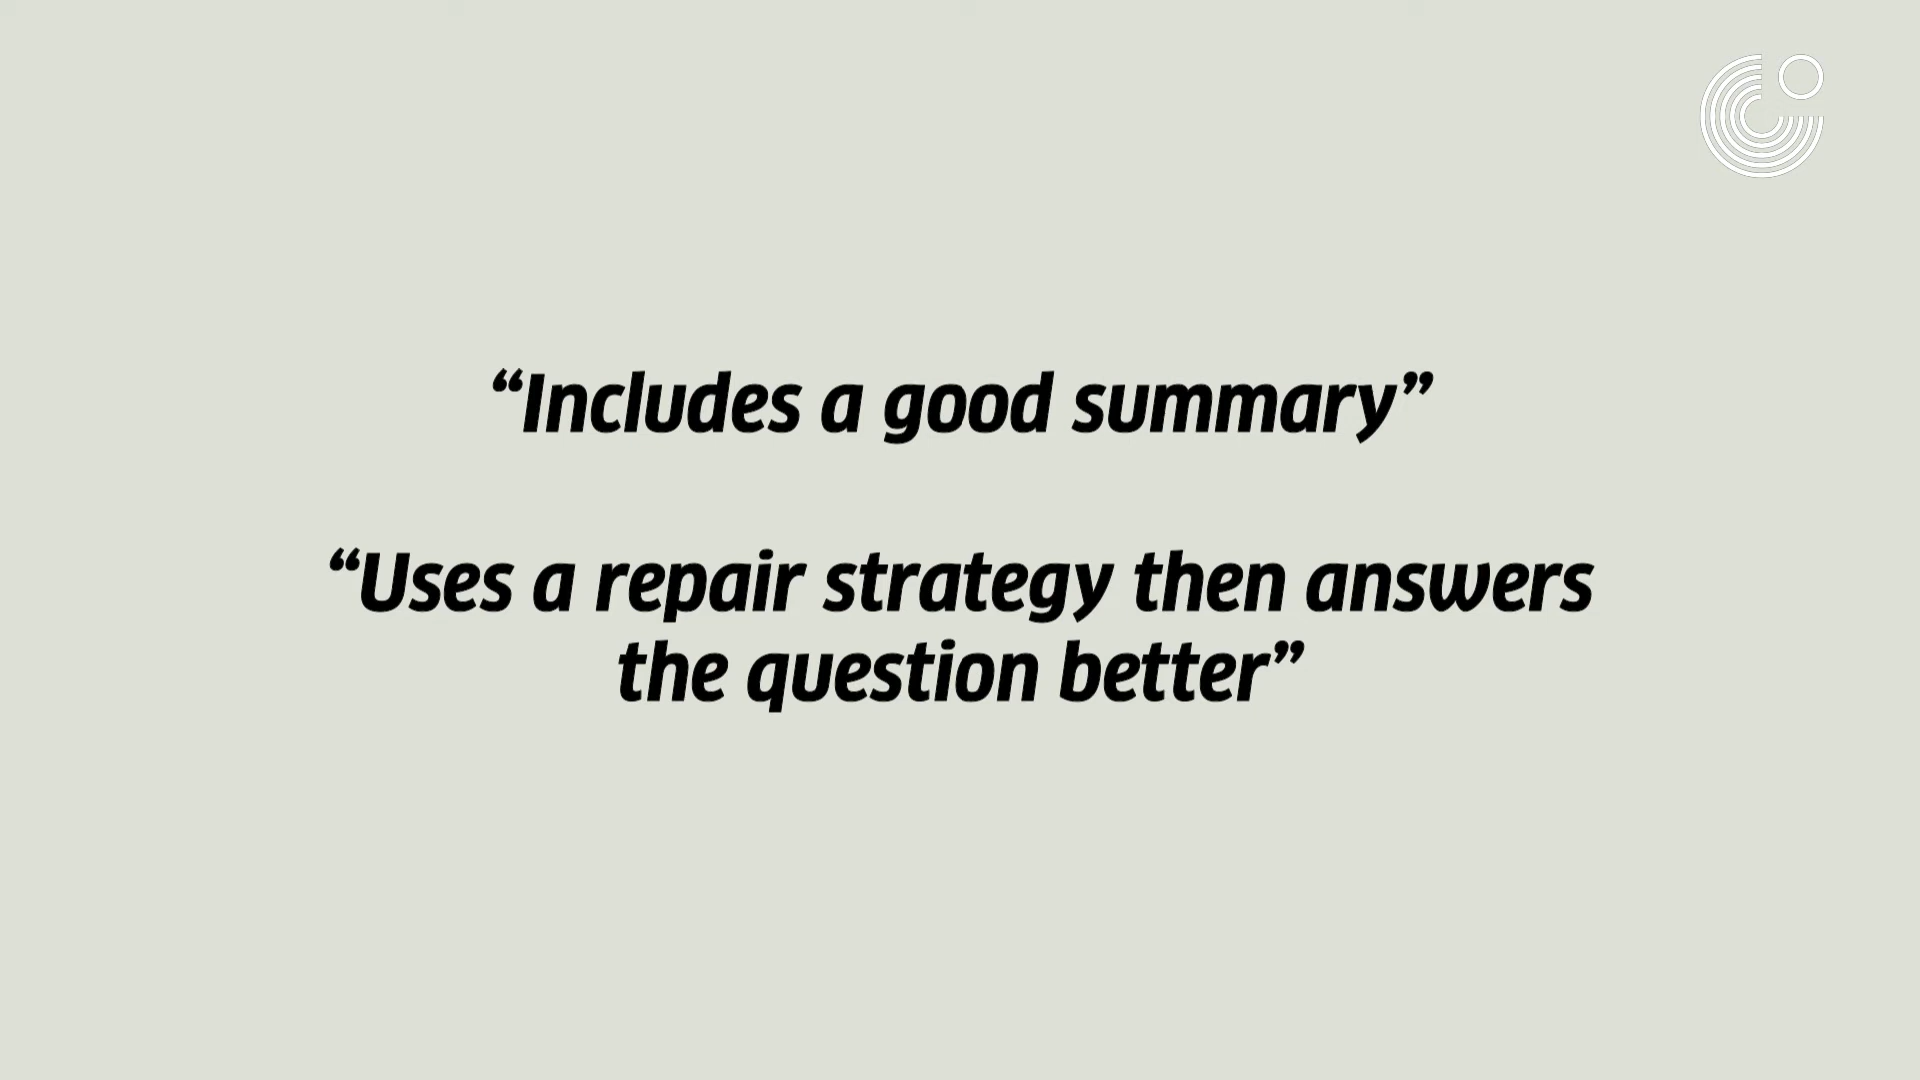 “Includes a good summary”
“Uses a repair strategy then answers
the question better”